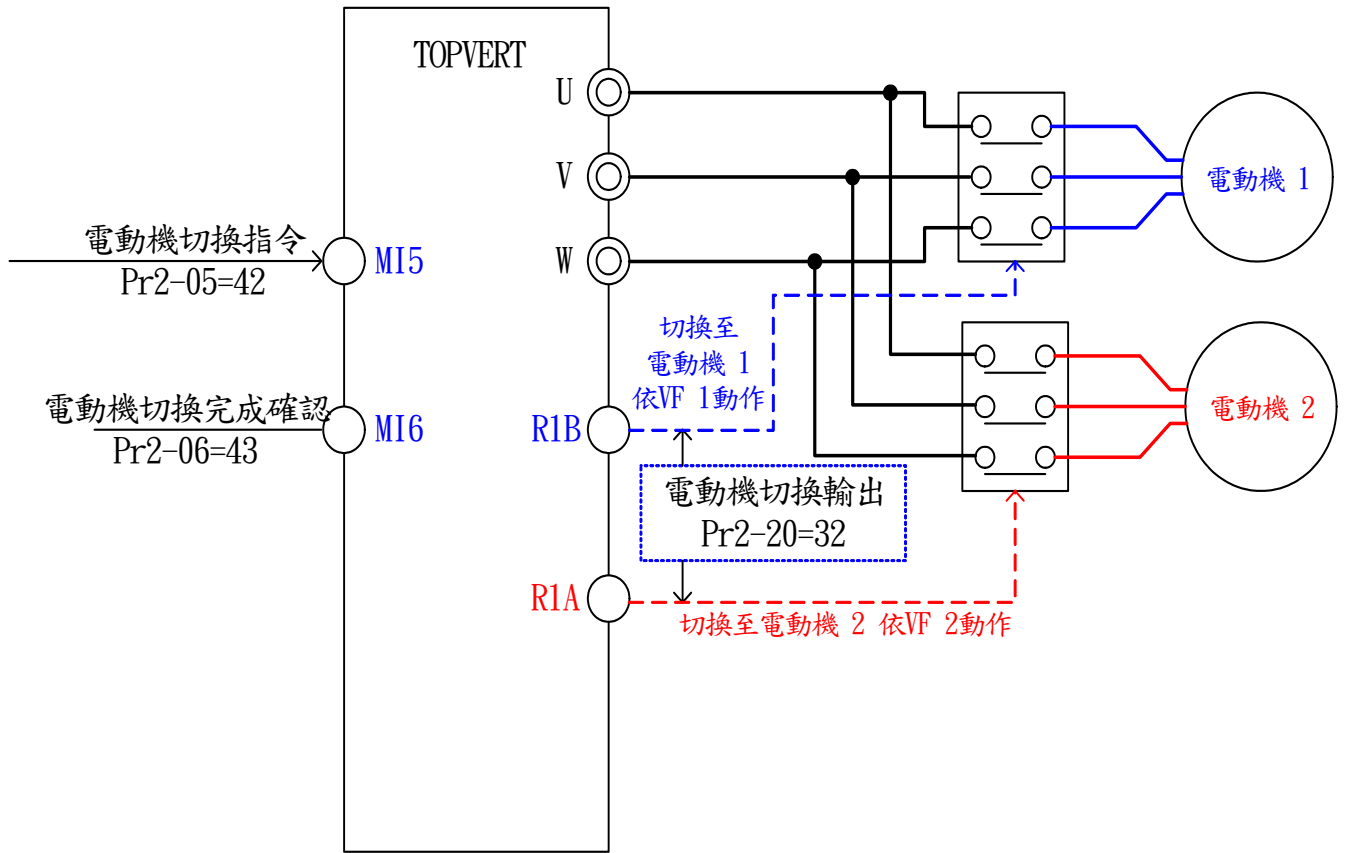 TOPVERT
U
V
W
電動機切換指令
Pr2-05=42
MI5
電動機 1
切換至
電動機 1
依VF 1動作
電動機切換完成確認
Pr2-06=43
MI6
R1B
電動機 2
電動機切換輸出
Pr2-20=32
R1A
切換至電動機 2 依VF 2動作